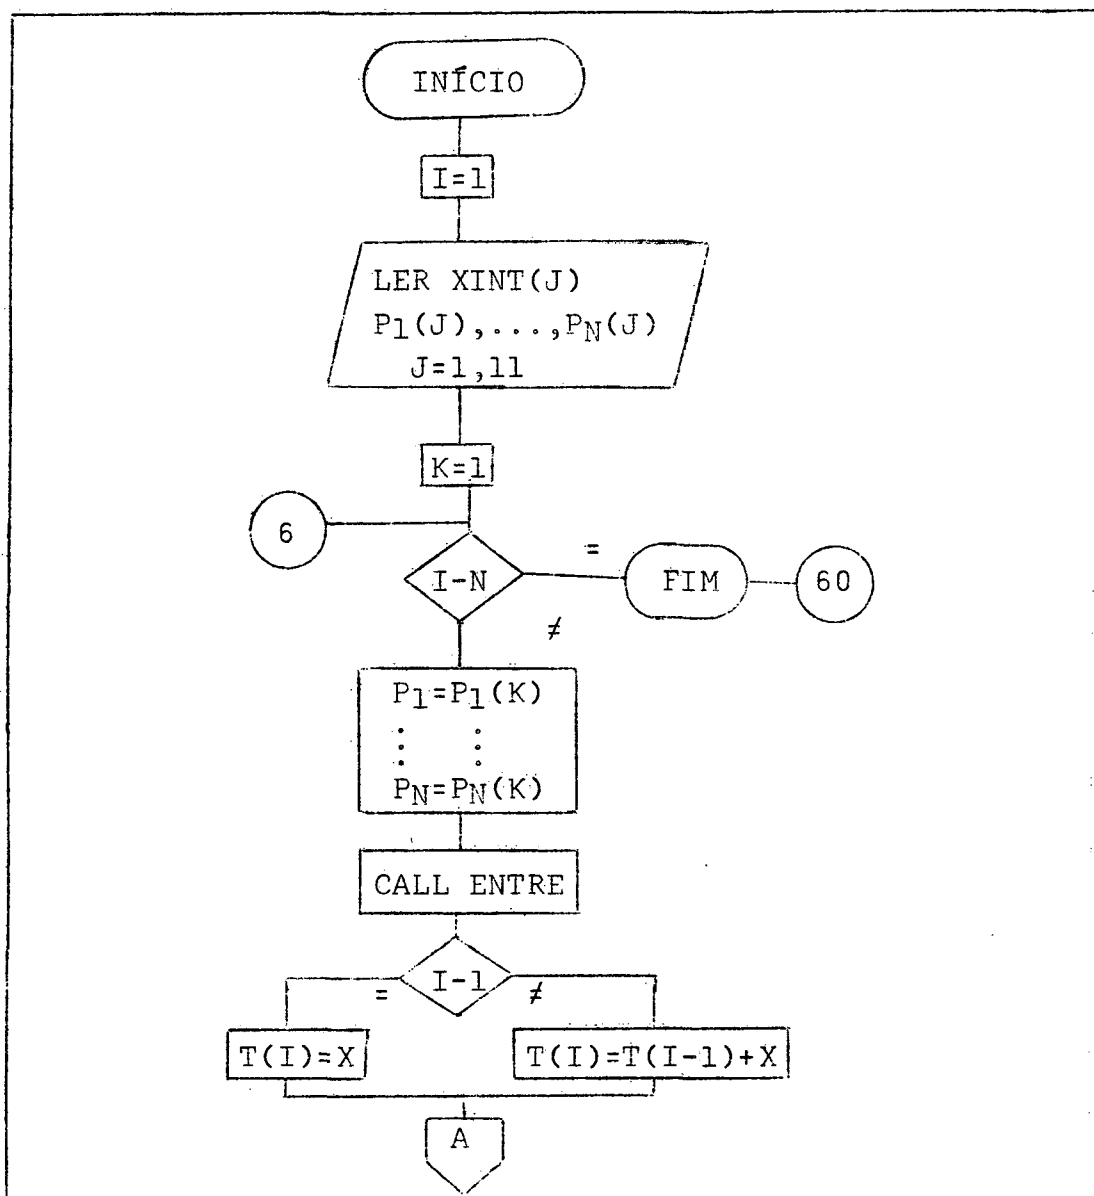 INÍCIO
I=1
LER XINT(J)
P1(J),...,PN(J)
J=1,11
K=1
6
I-N
=
FIM
60
≠
P1=P1(K)
: :
PN=PN(K)
CALL ENTRE
I-1
=
≠
T(I)=X
T(I)=T(I-1)+X
A